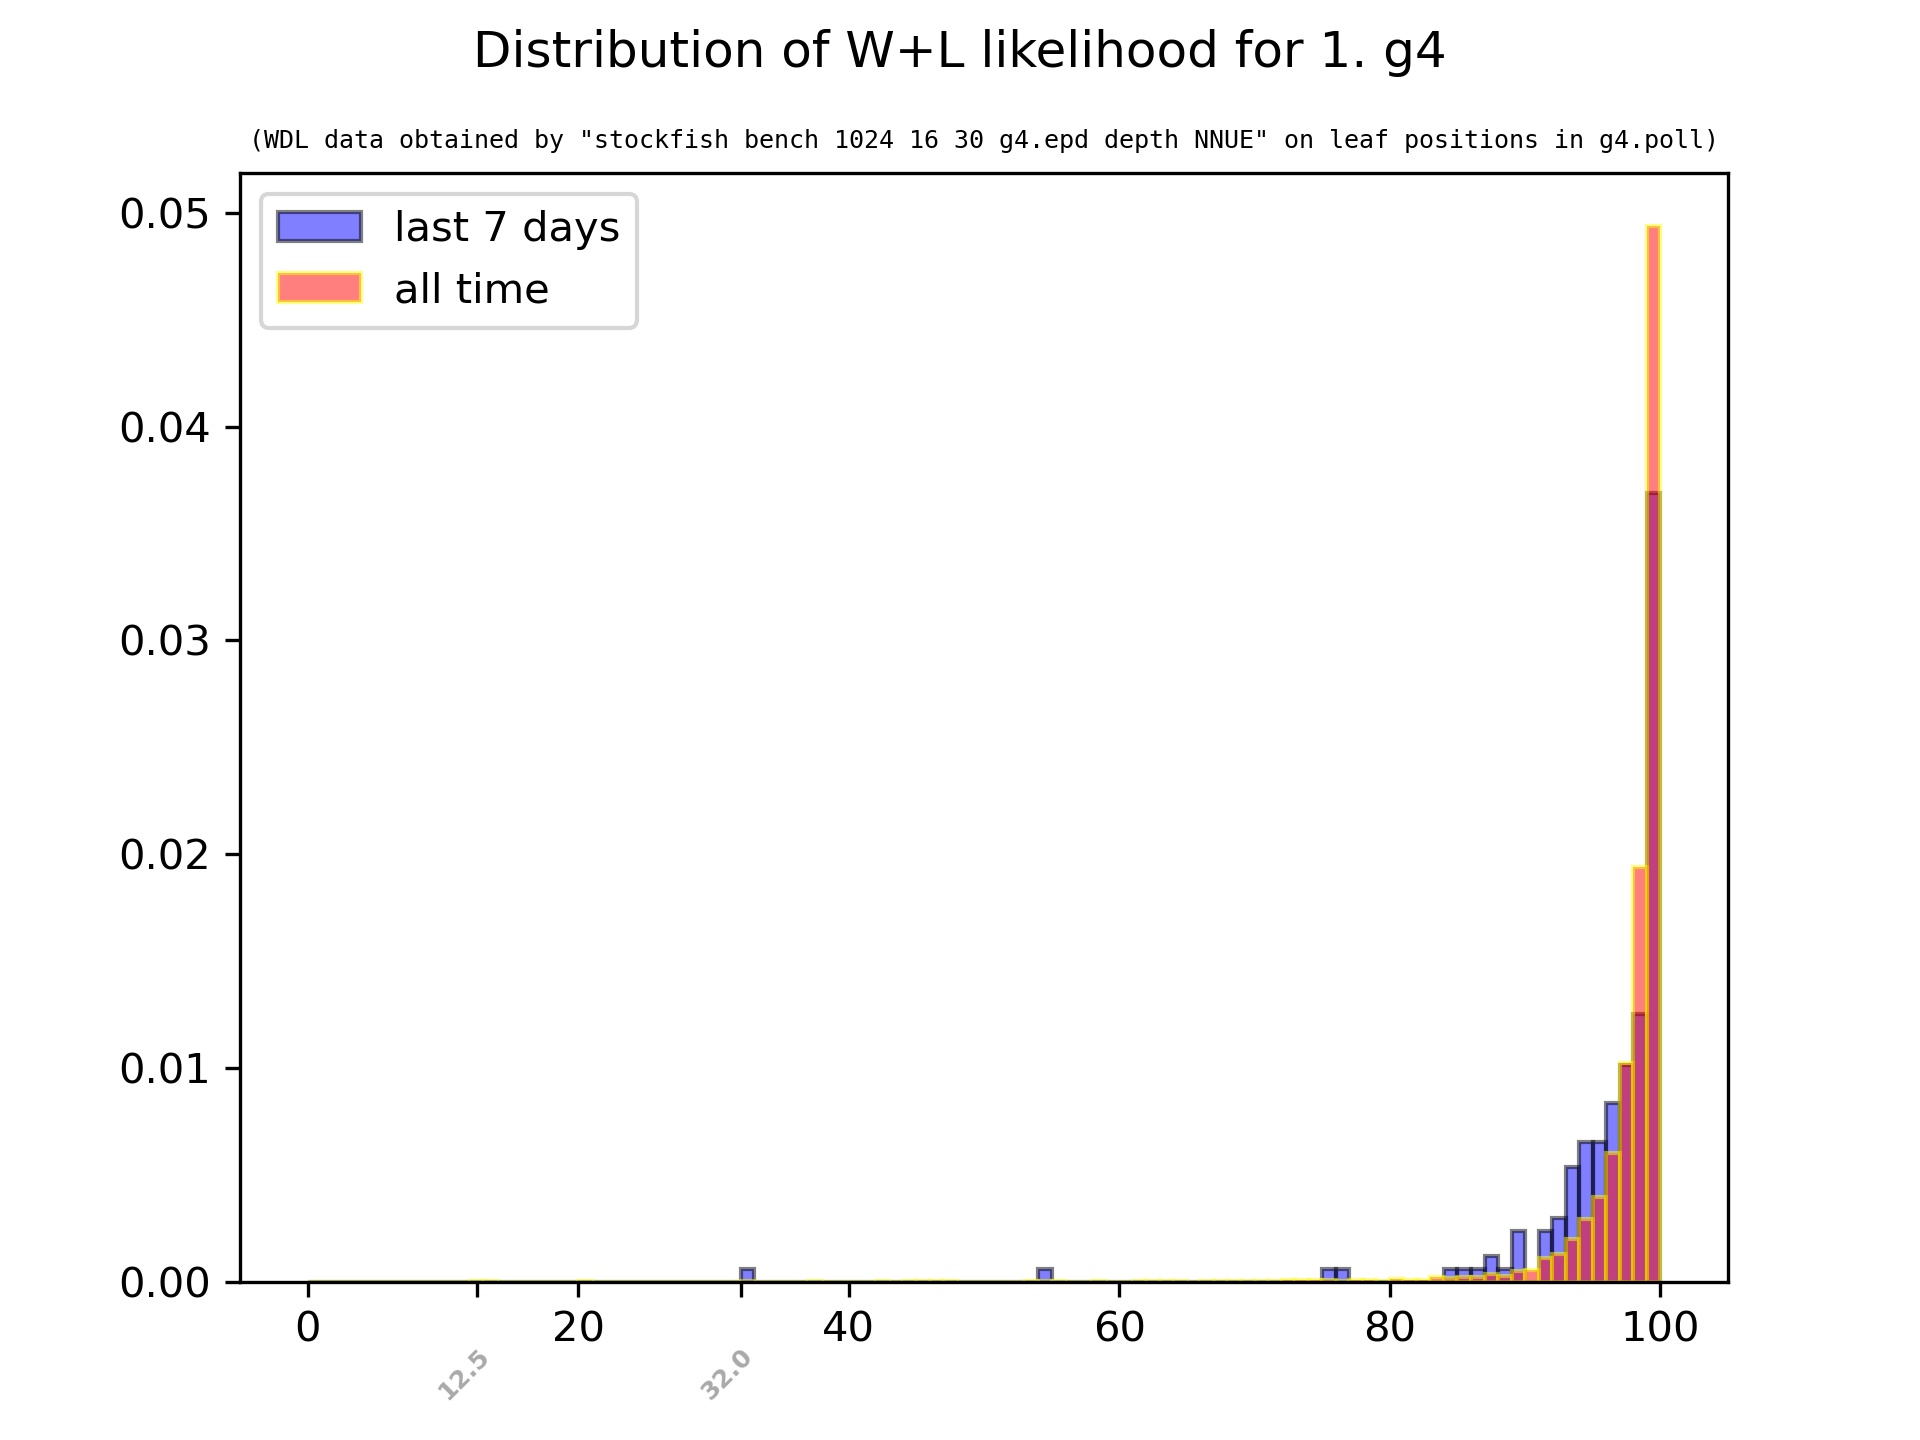 Distribution of W+L likelihood for 1. g4
(WDL data obtained by "stockfish bench 1024 16 30 g4.epd depth NNUE" on leaf positions in g4.poll)
last 7 days
all time
0.05
0.04
0.03
0.02
0.01
0.00
0 20 40 60 80 100
12.5 32.0